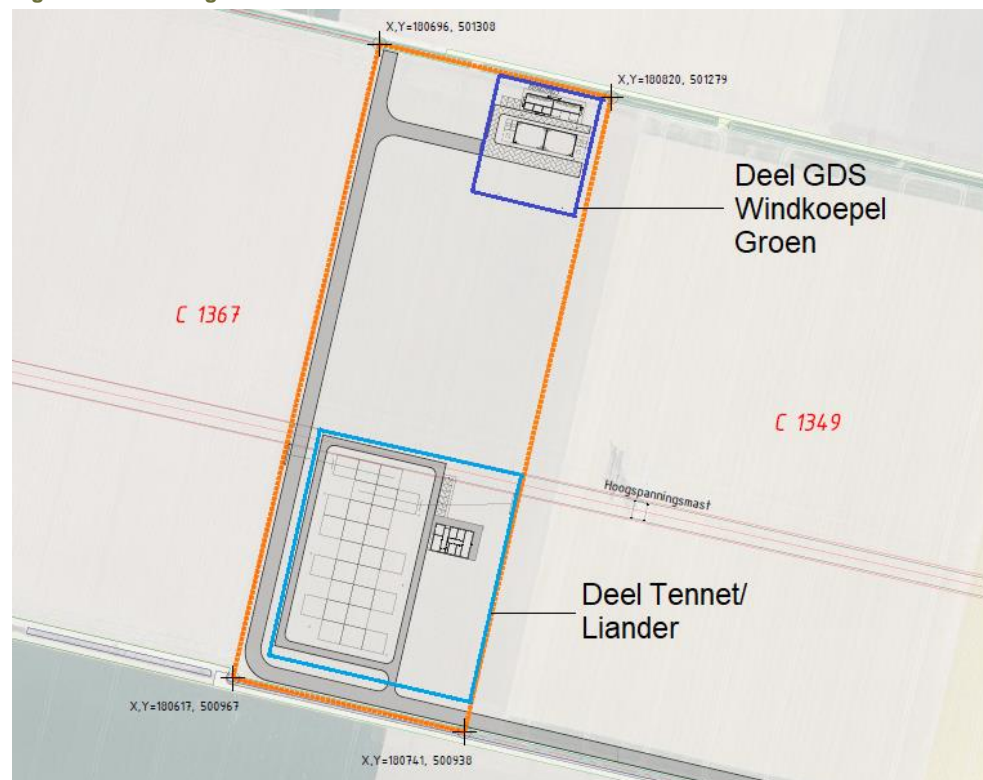 X,Y=180696, 501308
X,Y=180820, 501279
Deel GDS
Windkoepel
Groen
C 1367
C 1349
Hoogspanningsmast
Deel Tennet/
Liander
X,Y=180617, 500967
X,Y=180741, 500938